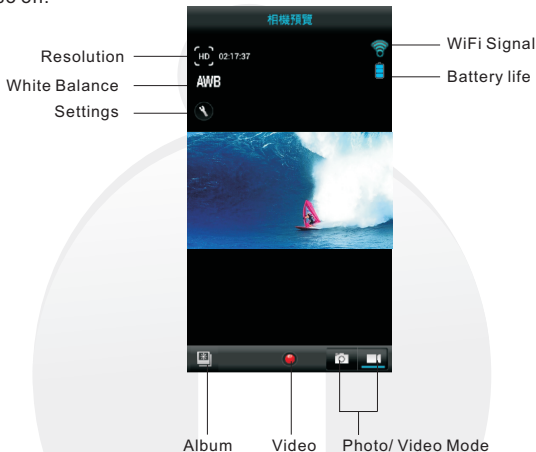 相機預覽
Resolution
HD 02:17:37
WiFi Signal
White Balance
AWB
Battery life
Settings
Album
Video
Photo/ Video Mode